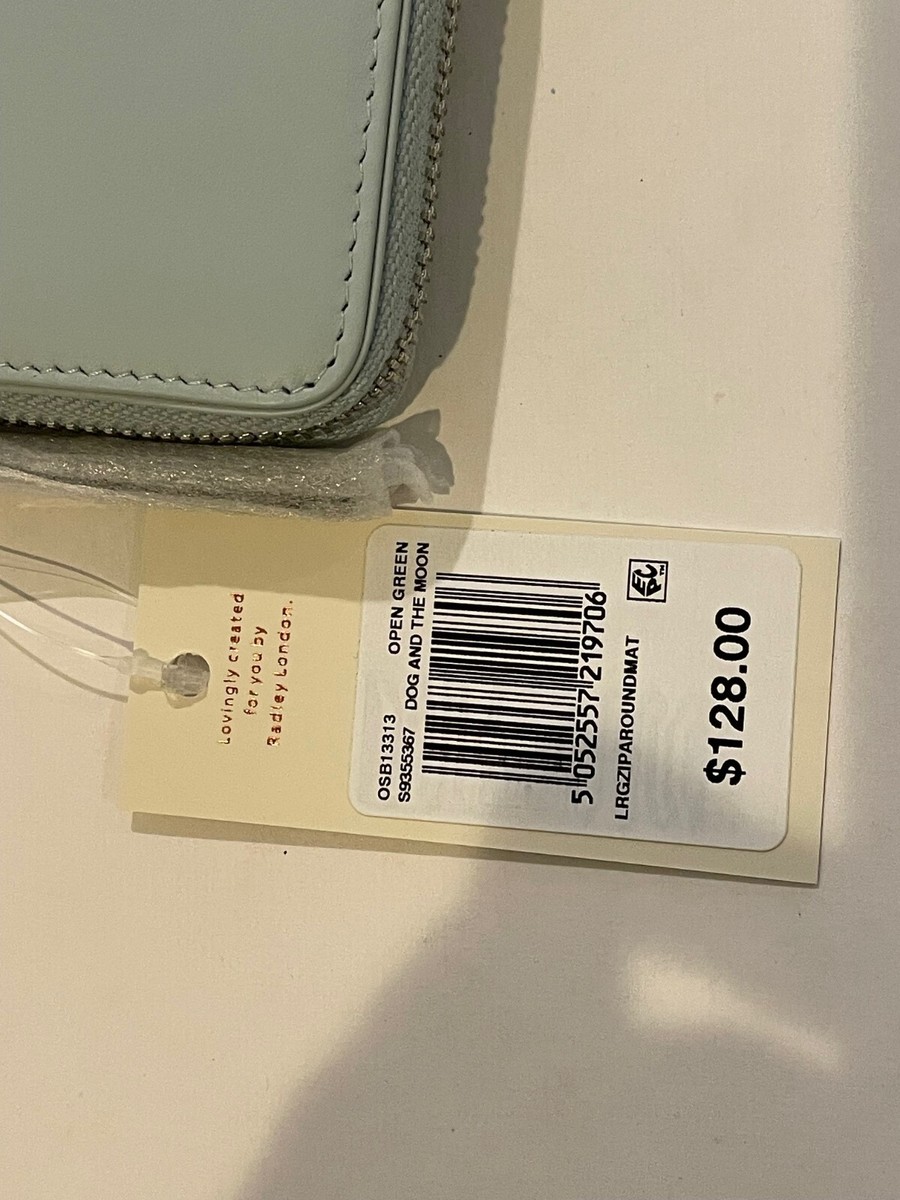 Lovingly created
for you by
Radley London.
OSB13313 OPEN GREEN
S9355367 DOG AND THE MOON
5 052557 219706
LRGZIPAROUNDMAT
$128.00